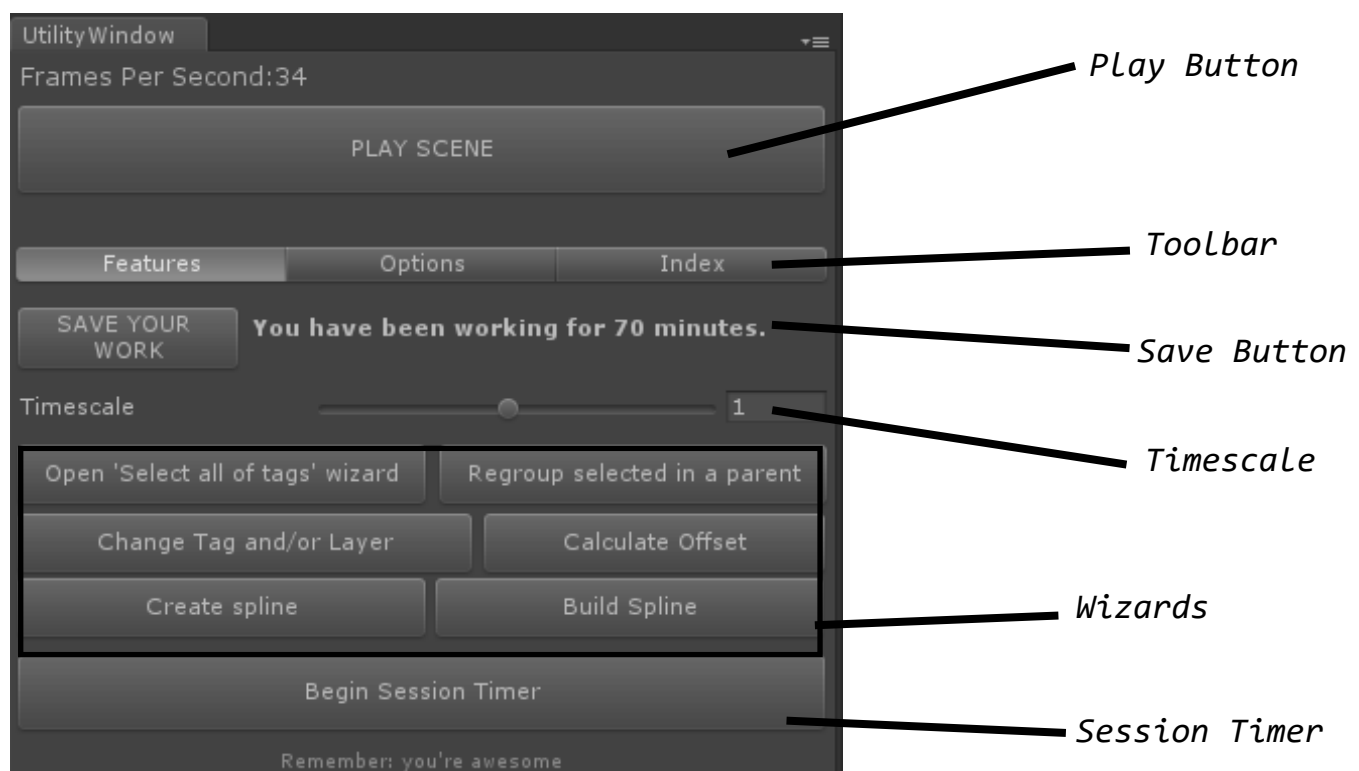 UtilityWindow
Frames Per Second:34
Play Button
PLAY SCENE
Toolbar
Features Options Index
SAVE YOUR
WORK
You have been working for 70 minutes.
Save Button
Timescale 1
Timescale
Open 'Select all of tags' wizard Regroup selected in a parent
Change Tag and/or Layer Calculate Offset
Create spline Build Spline
Wizards
Begin Session Timer
Session Timer
Remember: you're awesome